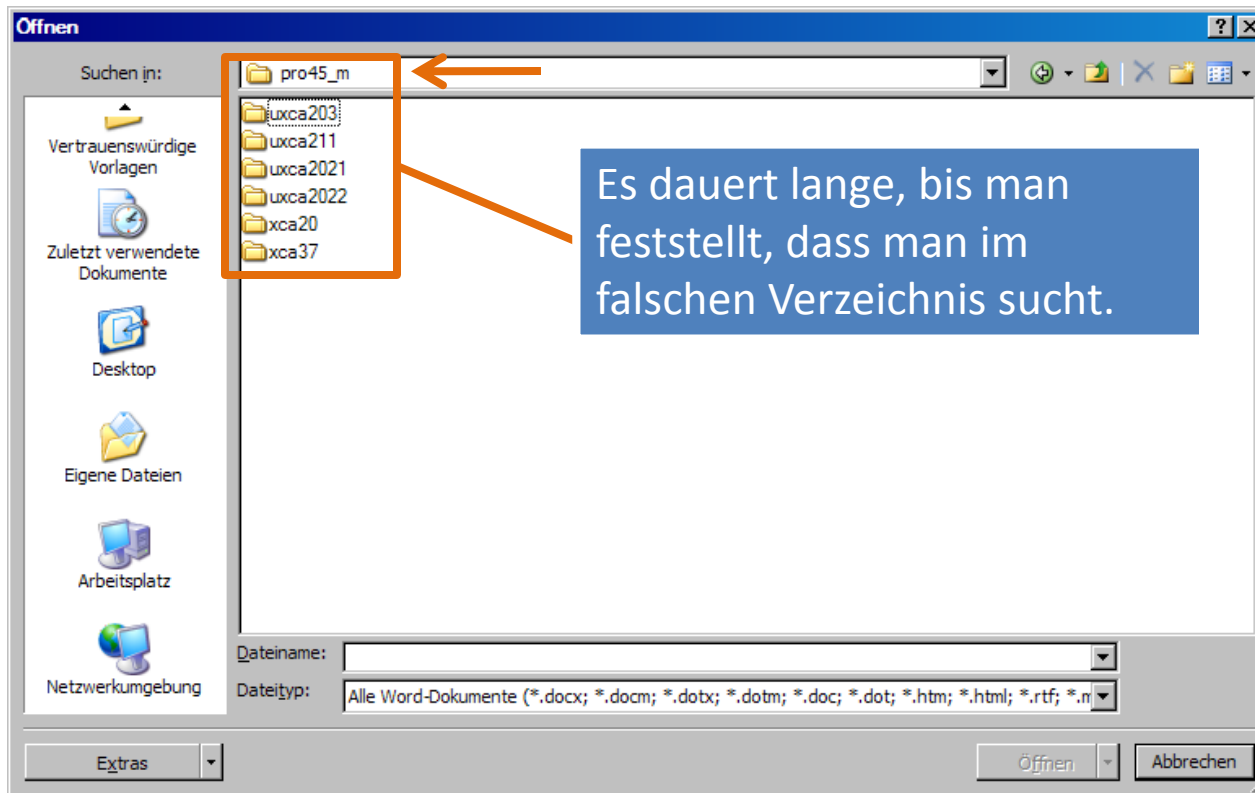 Öffnen
Suchen in:
pro45_m
Vertrauenswürdige
Vorlagen
Zuletzt verwendete
Dokumente
Desktop
Eigene Dateien
Arbeitsplatz
Netzwerkumgebung
uxca203
uxca211
uxca2021
uxca2022
xca20
xca37
Es dauert lange, bis man
feststellt, dass man im
falschen Verzeichnis sucht.
Dateiname:
Dateityp:
Alle Word-Dokumente (*.docx; *.docm; *.dotx; *.dotm; *.doc; *.dot; *.htm; *.html; *.rtf; *.m
Extras
Öffnen
Abbrechen